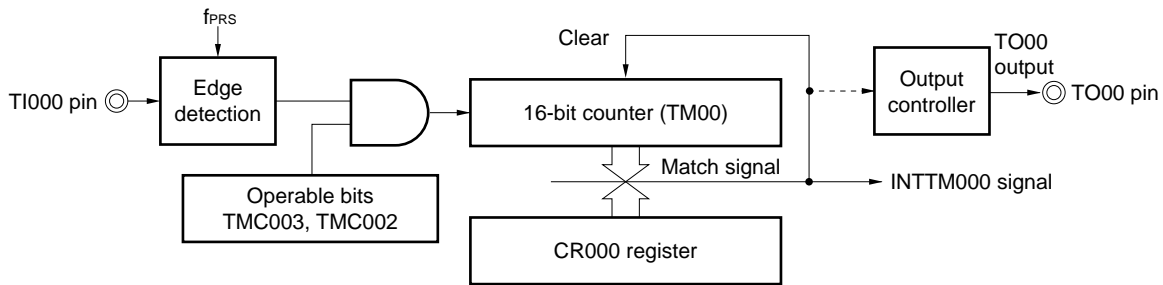 fPRS
Clear
TO00
output
TI000 pin
Edge
detection
16-bit counter (TM00)
Output
controller
TO00 pin
Match signal
INTTM000 signal
Operable bits
TMC003, TMC002
CR000 register